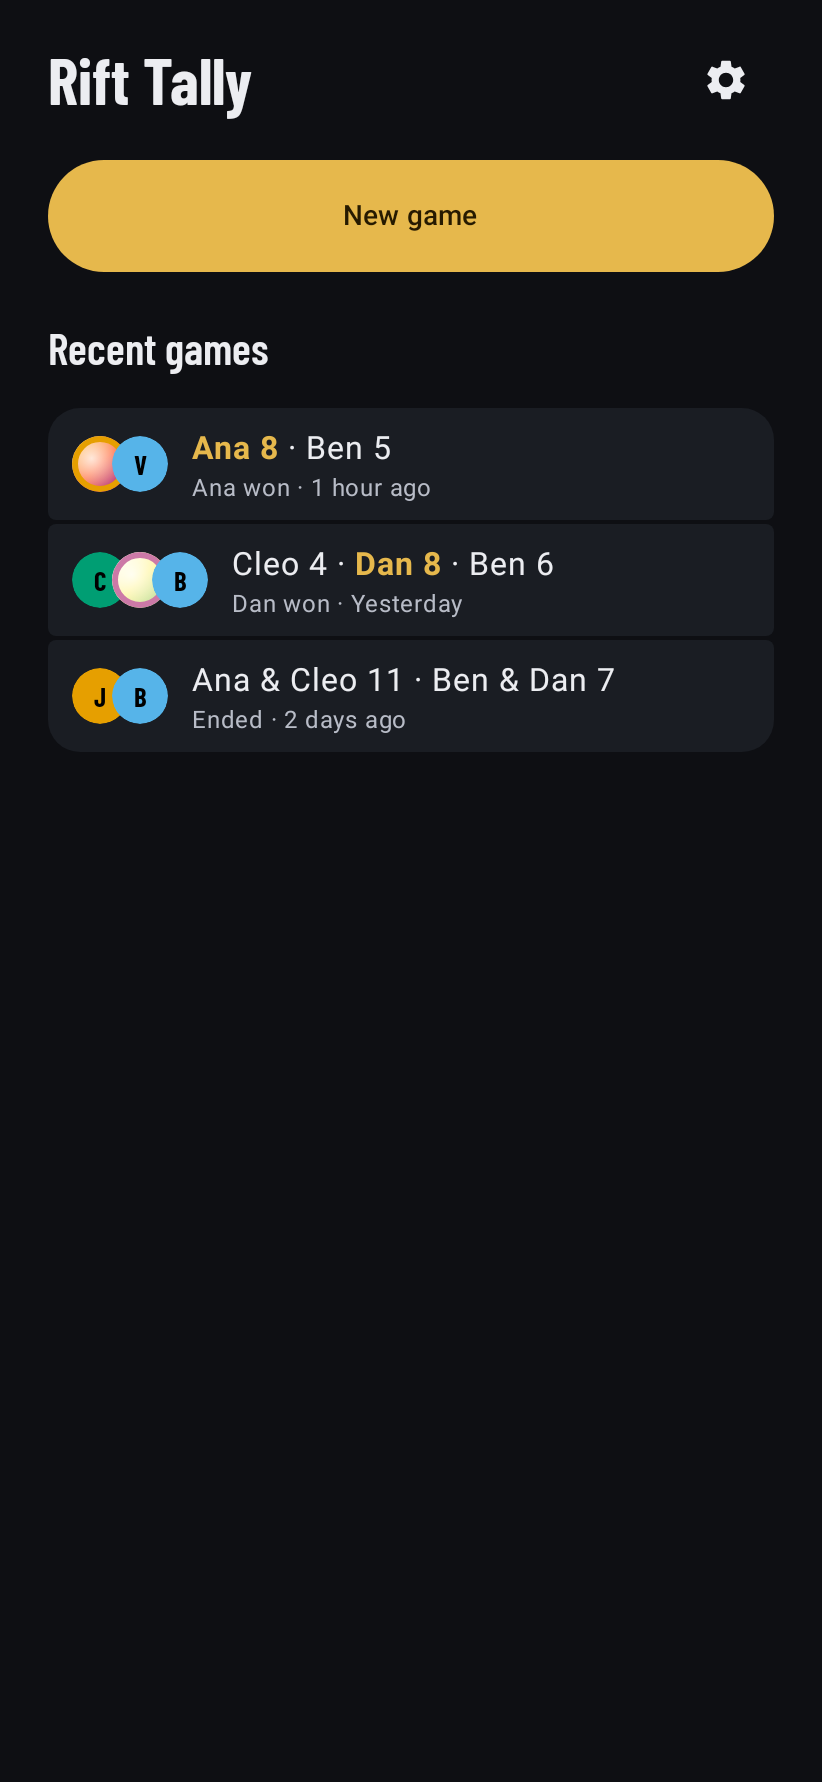 Rift Tally
New game
Recent games
V
Ana 8 · Ben 5
Ana won · 1 hour ago
C
B
Cleo 4 · Dan 8 · Ben 6
Dan won · Yesterday
J
B
Ana & Cleo 11 · Ben & Dan 7
Ended · 2 days ago